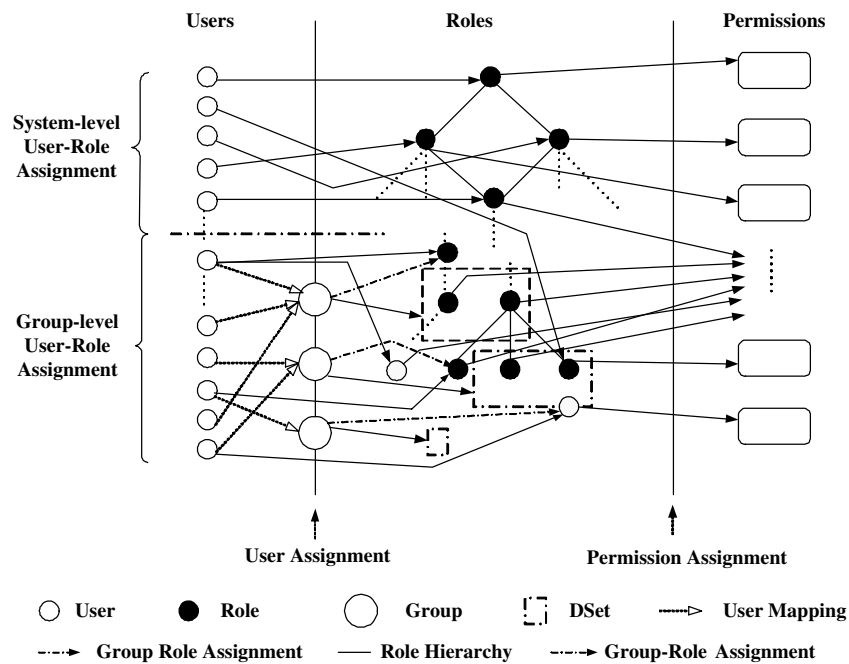 Users Roles Permissions
System-level
User-Role
Assignment
Group-level
User-Role
Assignment
User Assignment Permission Assignment
User Role Group DSet User Mapping
Group Role Assignment Role Hierarchy Group-Role Assignment